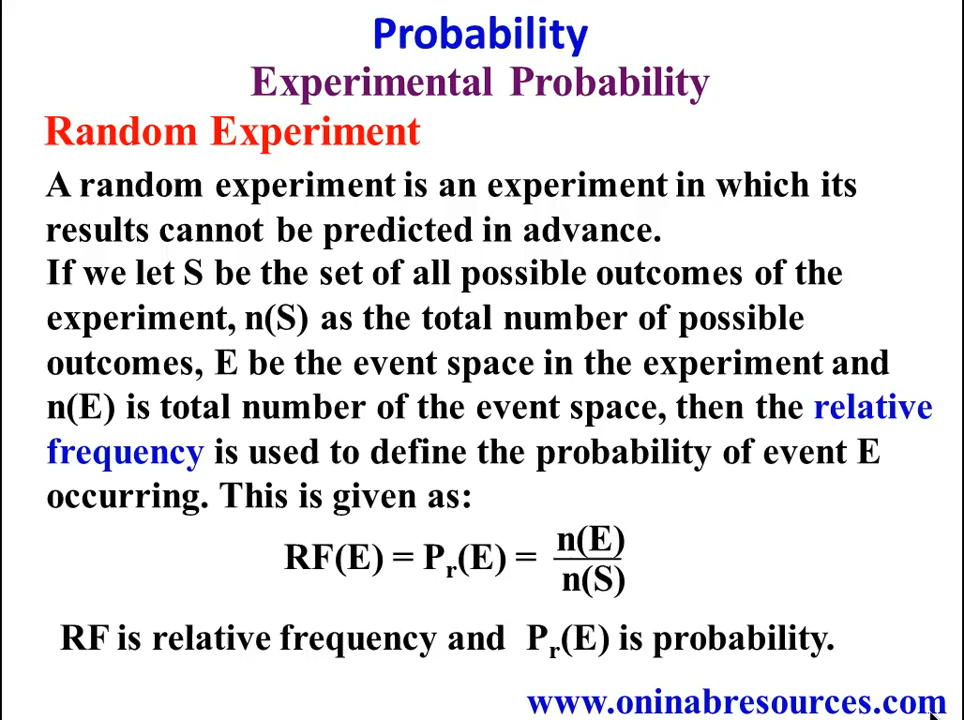 Probability
Experimental Probability
Random Experiment
A random experiment is an experiment in which its
results cannot be predicted in advance.
If we let S be the set of all possible outcomes of the
experiment, n(S) as the total number of possible
outcomes, E be the event space in the experiment and
n(E) is total number of the event space, then the relative
frequency is used to define the probability of event E
occurring. This is given as:
RF(E) = Pr(E) = n(E)
n(S)
RF is relative frequency and Pr(E) is probability.
www.oninabresources.com